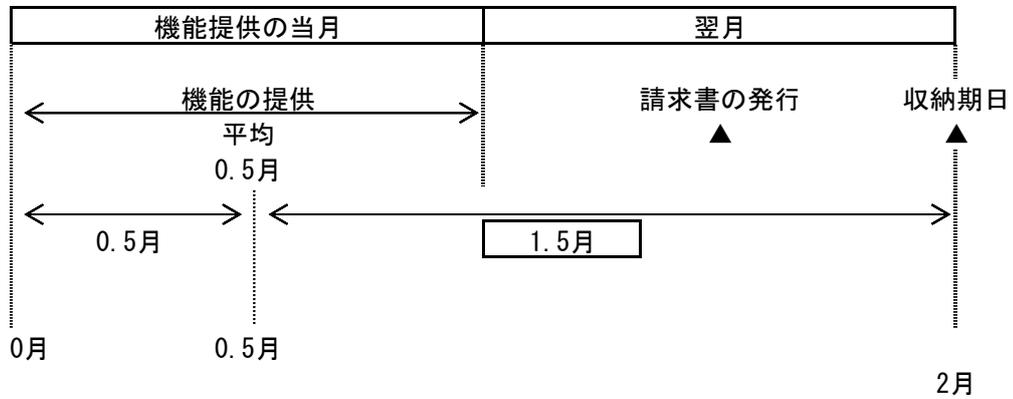 機能提供の当月 翌月
機能の提供 請求書の発行 収納期日
平均 ▲ ▲
0.5月
0.5月 1.5月
0月 0.5月
2月